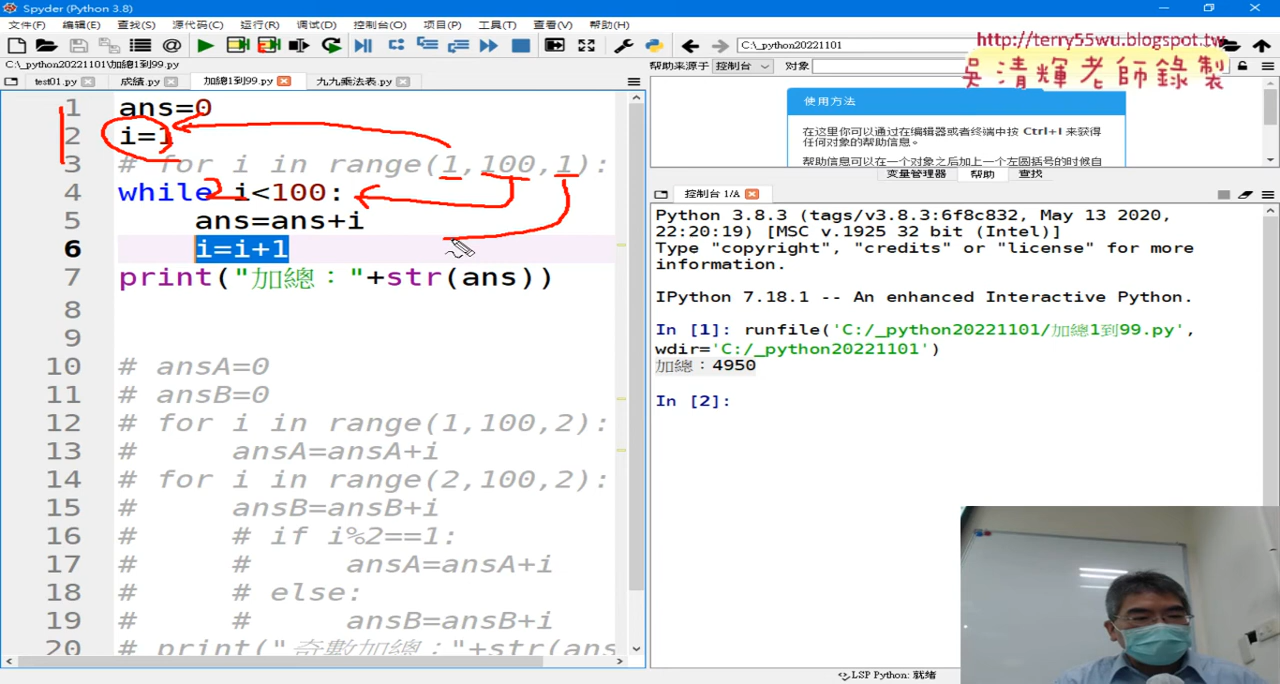 Spyder (Python 3.8)
文件(F) 编辑(E) 查找(S) 源代码(C) 运行(R) 调试(D) 控制台(O) 项目(P) 工具(T) 查看(V) 帮助(H)
C:\_python20221101
http://terry55wu.blogspot.tw
吳清輝老師錄製
C:\_python20221101\加總1到99.py
帮助来源于 控制台 对象
test01.py 成績.py 加總1到99.py 九九乘法表.py
1 ans=0
2 i=1
3 # for i in range(1,100,1):
4 while i<100:
5 ans=ans+i
6 i=i+1
7 print("加總："+str(ans))
8
9
10 # ansA=0
11 # ansB=0
12 # for i in range(1,100,2):
13 # ansA=ansA+i
14 # for i in range(2,100,2):
15 # ansB=ansB+i
16 # # if i%2==1:
17 # # ansA=ansA+i
18 # # else:
19 # # ansB=ansB+i
20 # print("奇數加總："+str(ans
使用方法
在这里你可以通过在编辑器或者终端中按 Ctrl+I 来获得
任何对象的帮助信息。
帮助信息可以在一个对象之后加上一个左圆括号的时候自
变量管理器 帮助 查找
控制台 1/A
Python 3.8.3 (tags/v3.8.3:6f8c832, May 13 2020,
22:20:19) [MSC v.1925 32 bit (Intel)]
Type "copyright", "credits" or "license" for more
information.
IPython 7.18.1 -- An enhanced Interactive Python.
In [1]: runfile('C:/_python20221101/加總1到99.py',
wdir='C:/_python20221101')
加總：4950
In [2]:
LSP Python: 就绪